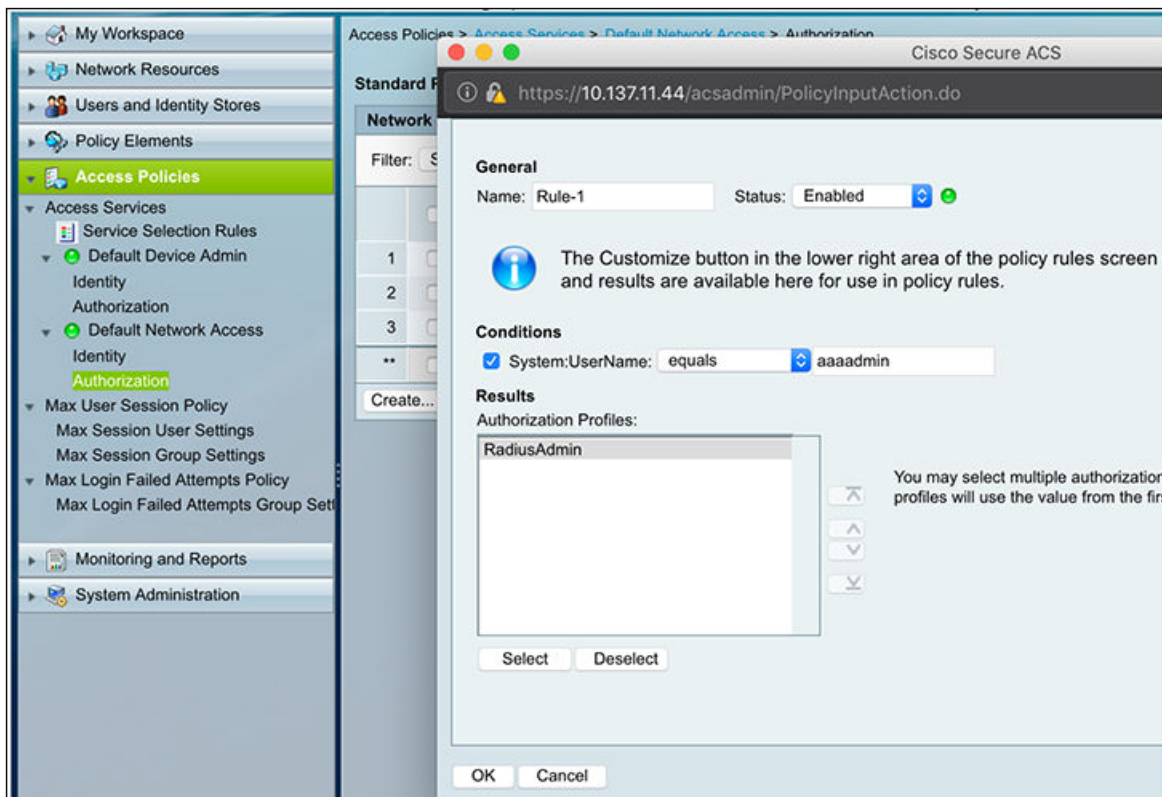 My Workspace
Network Resources
Users and Identity Stores
Policy Elements
Access Policies
Access Services
Service Selection Rules
Default Device Admin
Identity
Authorization
Default Network Access
Identity
Authorization
Max User Session Policy
Max Session User Settings
Max Session Group Settings
Max Login Failed Attempts Policy
Max Login Failed Attempts Group Sett
Monitoring and Reports
System Administration
Access Policies > Access Services > Default Network Access > Authorization
Standard
Network
Filter:
1
2
3
**
Create...
Cisco Secure ACS
https://10.137.11.44/acsadmin/PolicyInputAction.do
General
Name: Rule-1 Status: Enabled
The Customize button in the lower right area of the policy rules screen
and results are available here for use in policy rules.
Conditions
System:UserName: equals aaaadmin
Results
Authorization Profiles:
RadiusAdmin
You may select multiple authorization
profiles will use the value from the firs
Select Deselect
OK Cancel